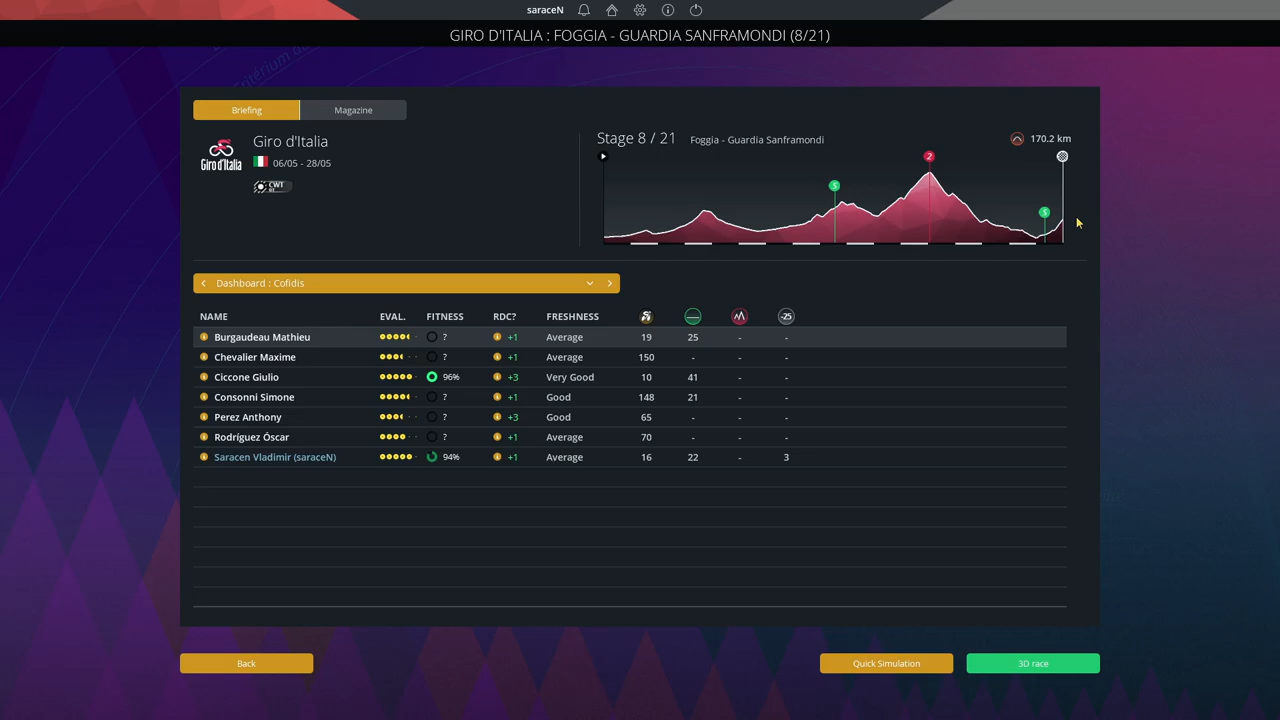 saraceN
GIRO D'ITALIA : FOGGIA - GUARDIA SANFRAMONDI (8/21)
Briefing Magazine
Giro d'Italia
Giro d'Italia
06/05 - 28/05
CWT
Stage 8 / 21 Foggia - Guardia Sanframondi 170.2 km
2
S
S
Dashboard : Cofidis
NAME EVAL. FITNESS RDC? FRESHNESS -25
Burgaudeau Mathieu ? +1 Average 19 25 - -
Chevalier Maxime ? +1 Average 150 - - -
Ciccone Giulio 96% +3 Very Good 10 41 - -
Consonni Simone ? +1 Good 148 21 - -
Perez Anthony ? +3 Good 65 - - -
Rodríguez Óscar ? +1 Average 70 - - -
Saracen Vladimir (saraceN) 94% +1 Average 16 22 - 3
Back Quick Simulation 3D race